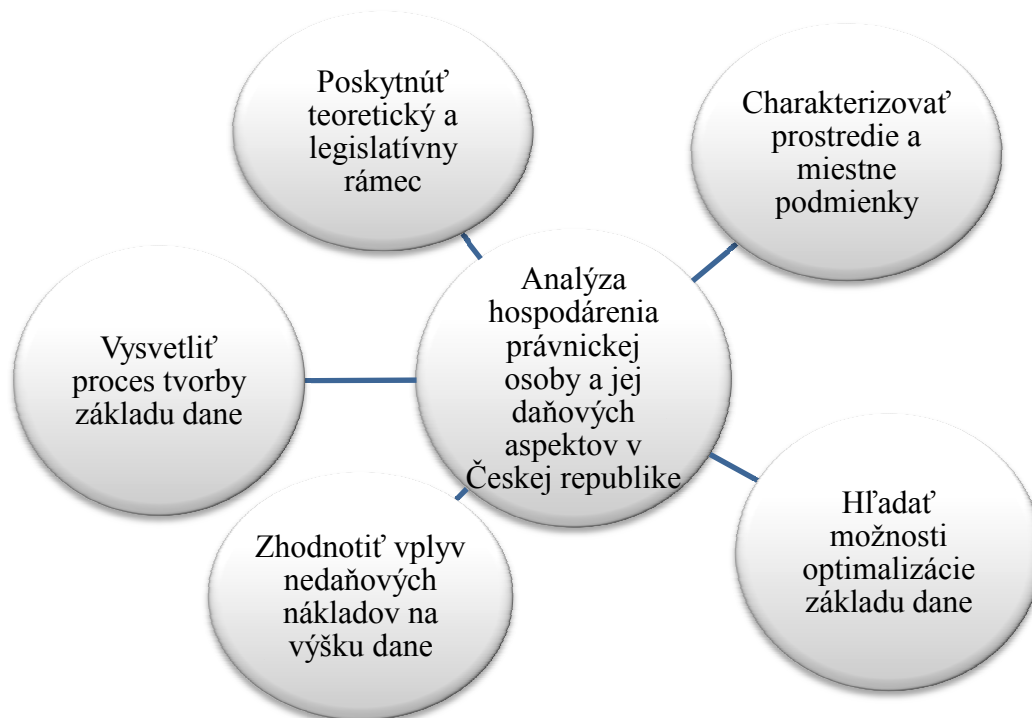 Poskytnúť
teoretický a
legislatívny
rámec
Charakterizovať
prostredie a
miestne
podmienky
Analýza
hospodárenia
právnickej
osoby a jej
daňových
aspektov v
Českej republike
Vysvetliť
proces tvorby
základu dane
Zhodnotiť vplyv
nedaňových
nákladov na
výšku dane
Hľadať
možnosti
optimalizácie
základu dane